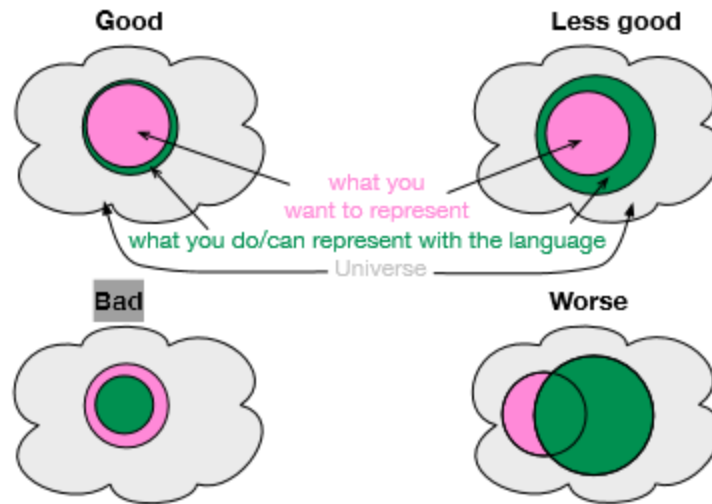 Good
Less good
what you
want to represent
what you do/can represent with the language
Universe
Bad
Worse